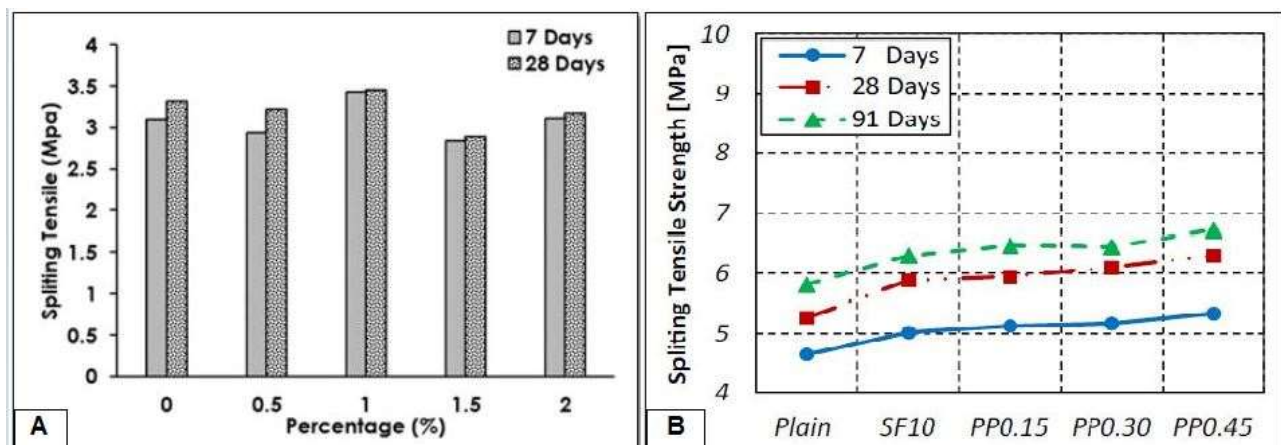 4
3.5
3
2.5
2
1.5
1
0.5
0
Spliting Tensile (Mpa)
7 Days
28 Days
0 0.5 1 1.5 2
Percentage (%)
A
10
9
8
7
6
5
4
Spliting Tensile Strength [MPa]
7 Days
28 Days
91 Days
Plain SF10 PP0.15 PP0.30 PP0.45
B